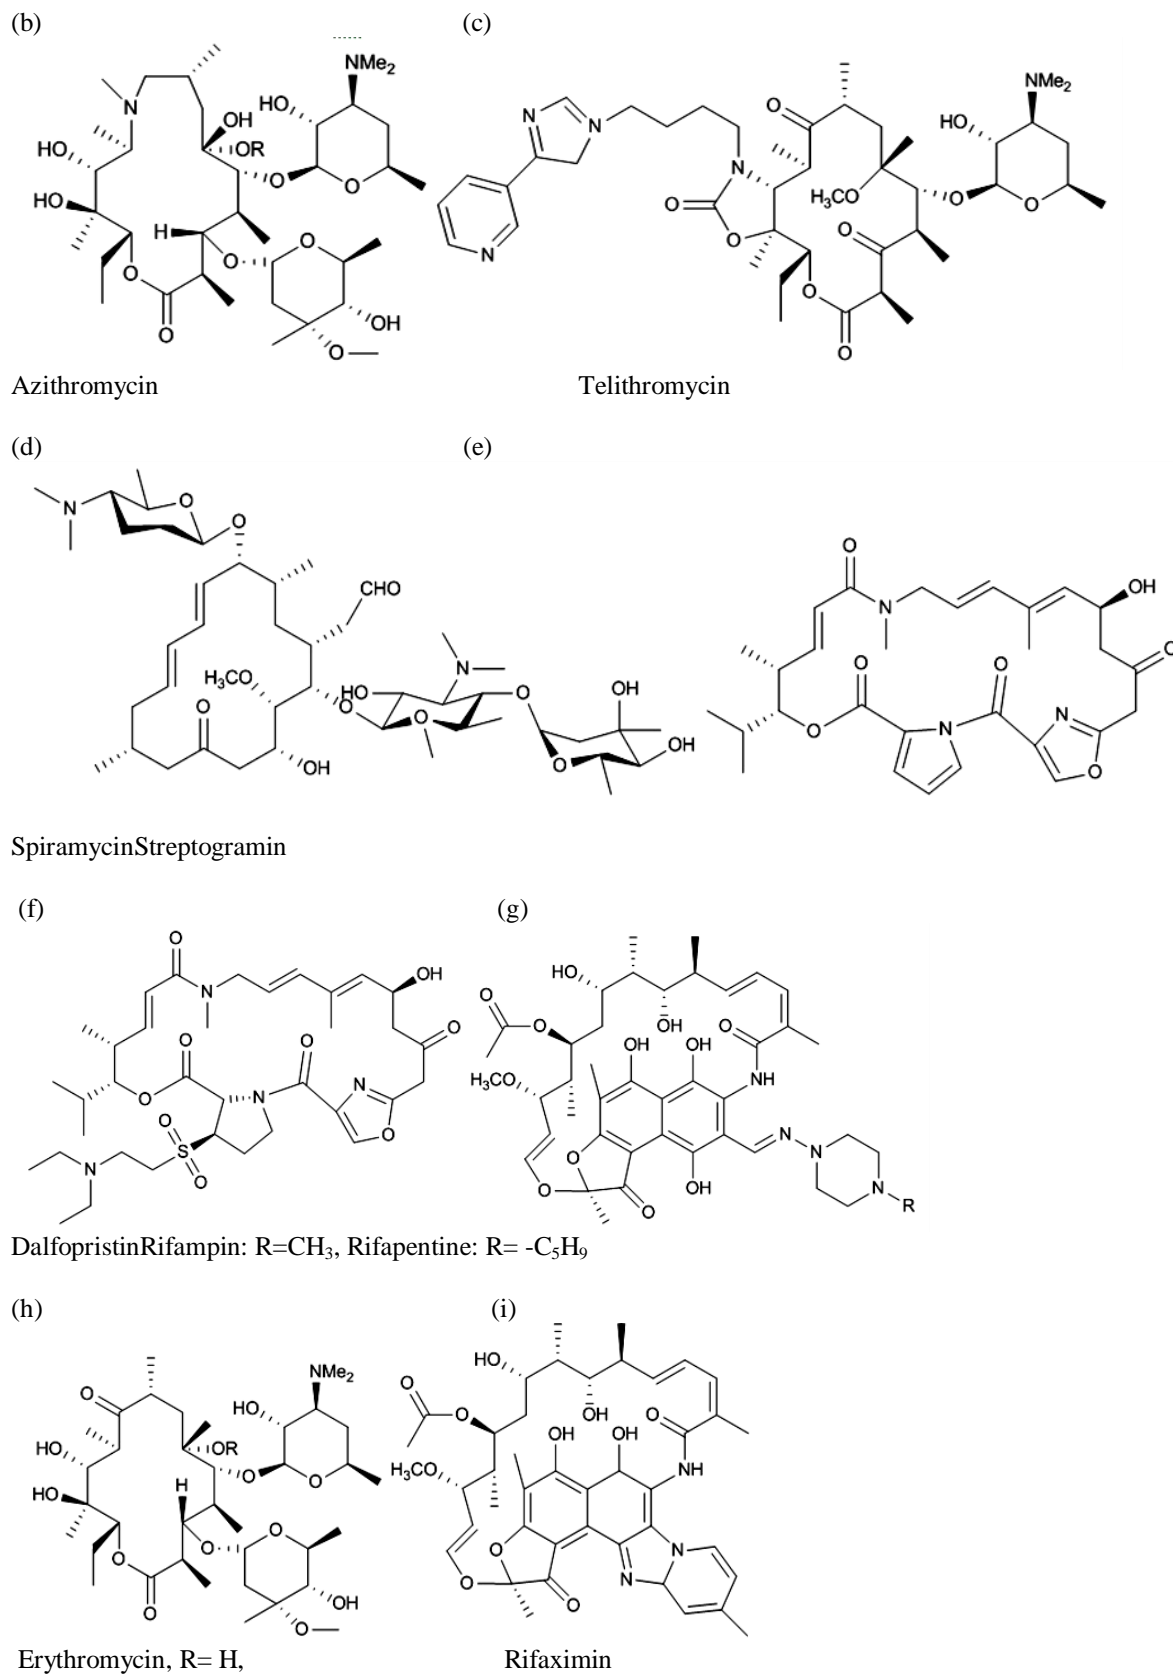 (b) (c)
NMe2
HO
N
OH
OR
HO
HO
O
O
H
O
O
O
O
OH
O
Azithromycin
N
N
O
N
O
O
H3CO
O
O
O
O
N
NMe2
HO
O
O
Telithromycin
(d) (e)
N
O
O
CHO
H3CO
O
OH
O
HO
N
O
O
O
OH
OH
O
N
OH
O
O
O
O
N
N
O
SpiramycinStreptogramin
(f) (g)
O
N
OH
O
O
O
O
N
N
O
O
S
O
N
HO
O
O
OH
O
OH
OH
NH
H3CO
O
O
O
OH
N
N
N
R
DalfopristinRifampin: R=CH3, Rifapentine: R= -C5H9
(h) (i)
O
NMe2
HO
HO
OR
O
O
HO
H
O
O
O
O
OH
O
HO
O
O
OH
O
OH
OH
NH
H3CO
O
O
O
N
N
Erythromycin, R= H, Rifaximin